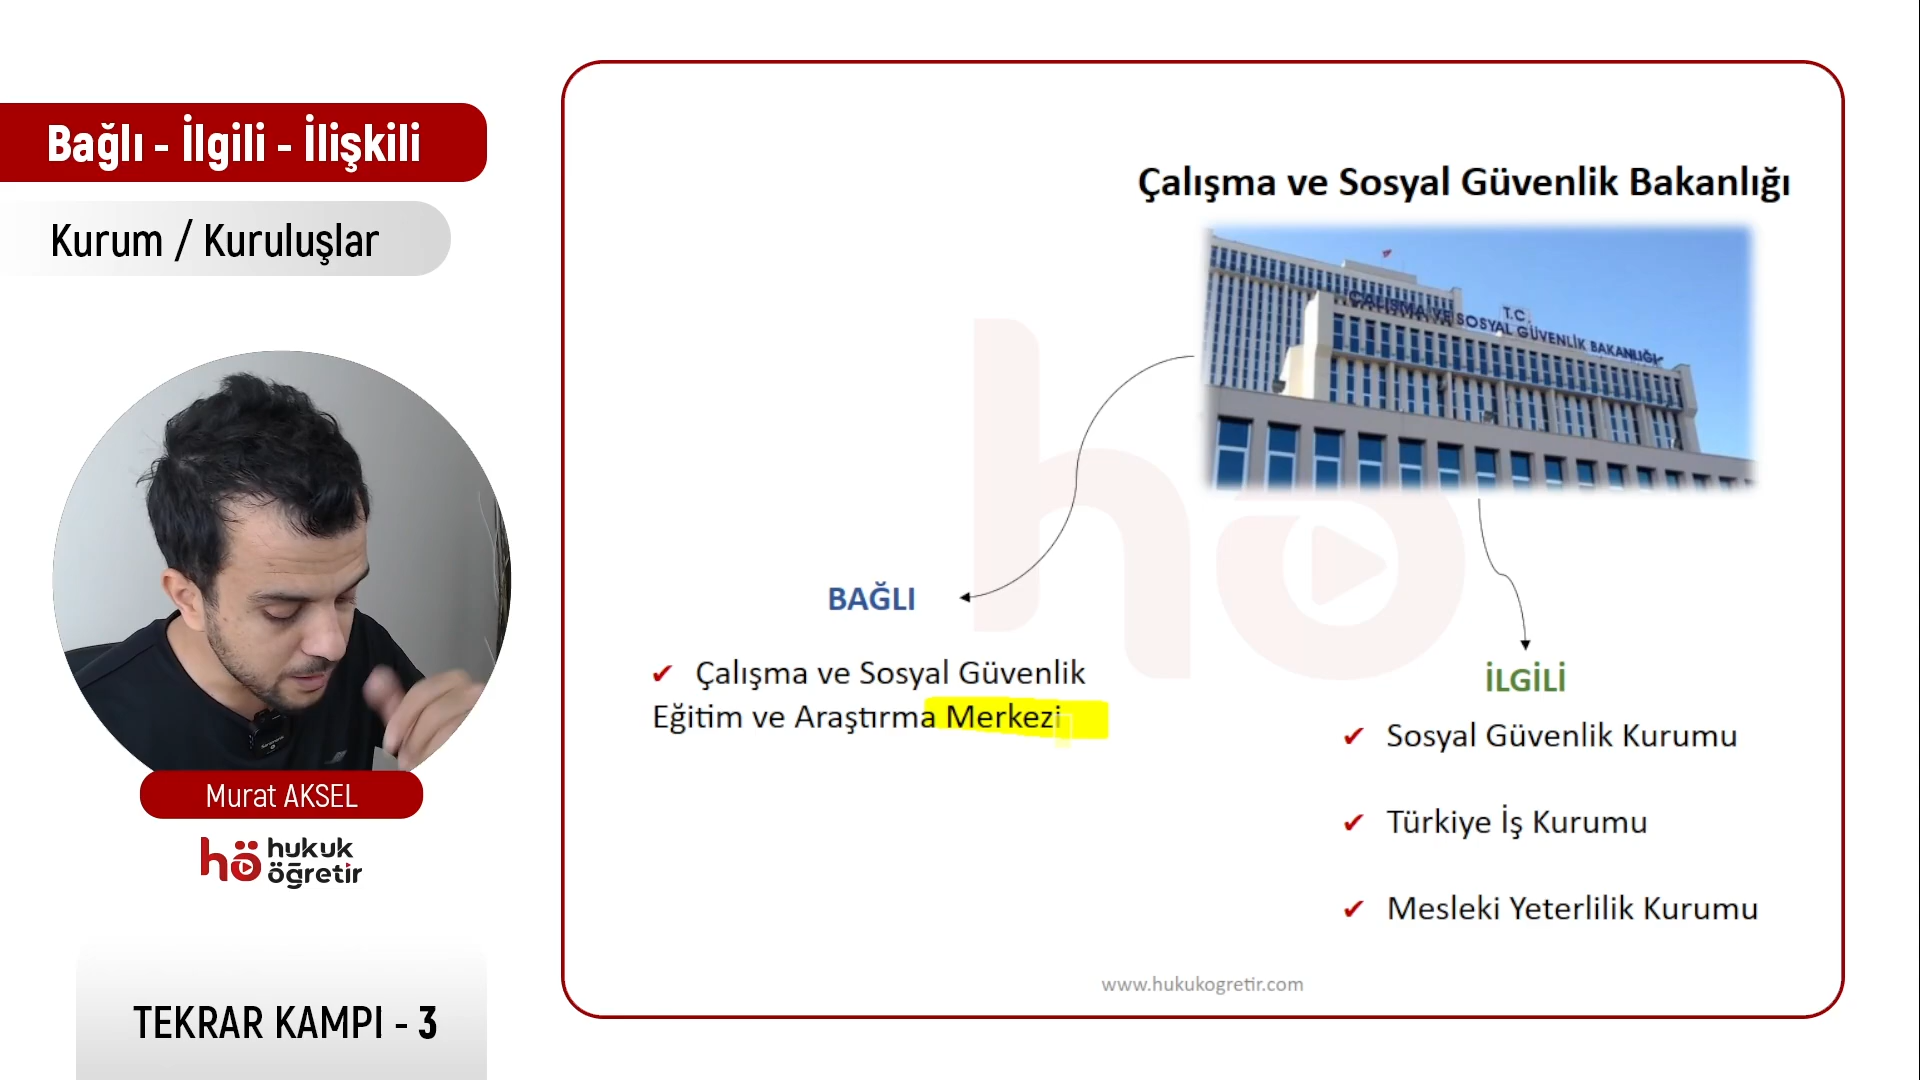 Bağlı - İlgili - İlişkili
Kurum / Kuruluşlar
Murat AKSEL
hö hukuk
öğretir
TEKRAR KAMPI - 3
Çalışma ve Sosyal Güvenlik Bakanlığı
T.C.
ÇALIŞMA VE SOSYAL GÜVENLİK BAKANLIĞI
BAĞLI
✔ Çalışma ve Sosyal Güvenlik
Eğitim ve Araştırma Merkezi
İLGİLİ
✔ Sosyal Güvenlik Kurumu
✔ Türkiye İş Kurumu
✔ Mesleki Yeterlilik Kurumu
hö
www.hukukogretir.com